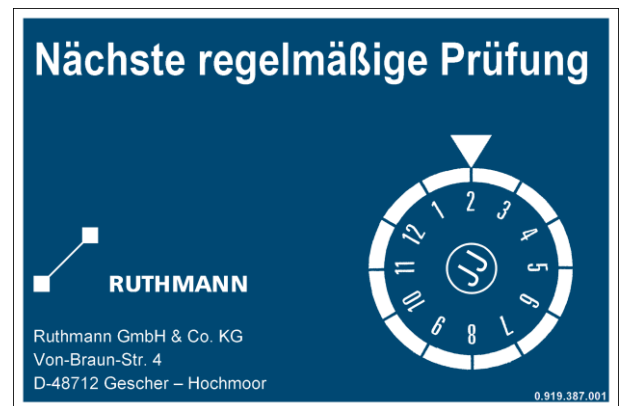 Nächste regelmäßige Prüfung
1 2 3 4 5 6 7 8 9 10 11 12
JJ
RUTHMANN
Ruthmann GmbH & Co. KG
Von-Braun-Str. 4
D-48712 Gescher – Hochmoor
0.919.387.001